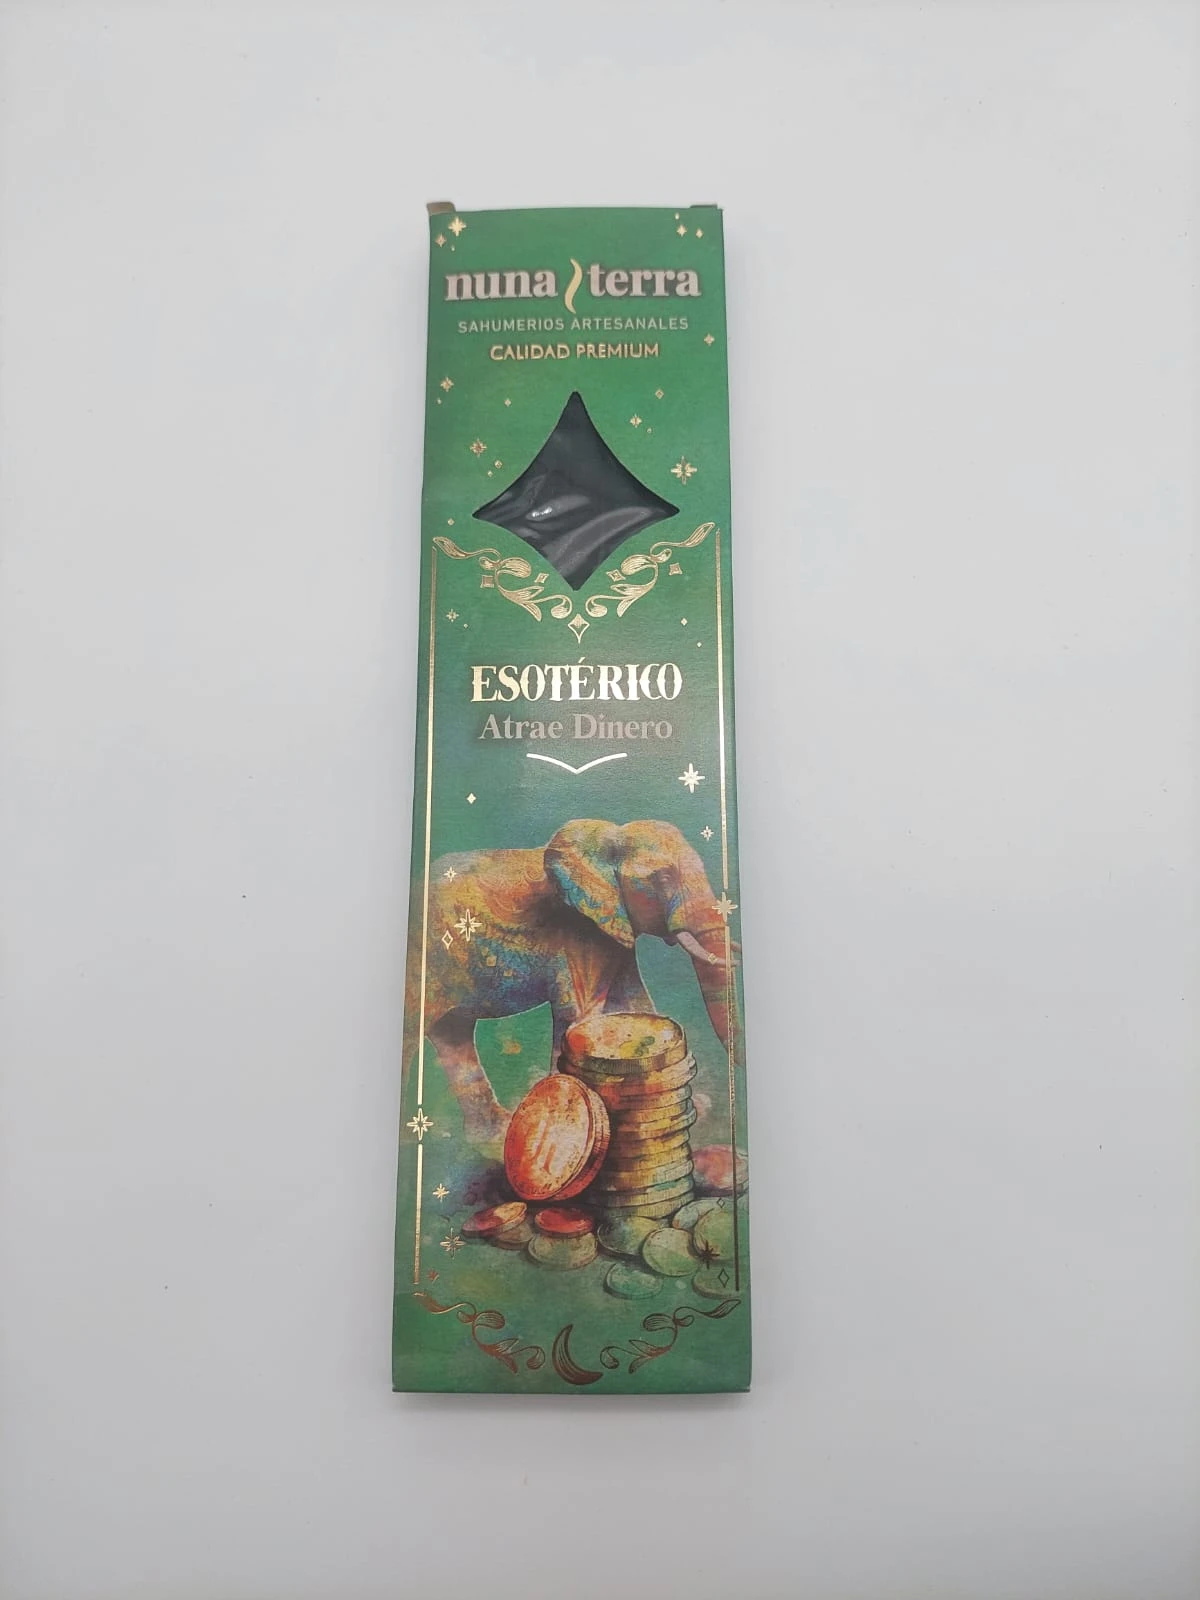 nuna terra
SAHUMERIOS ARTESANALES
CALIDAD PREMIUM
ESOTÉRICO
Atrae Dinero